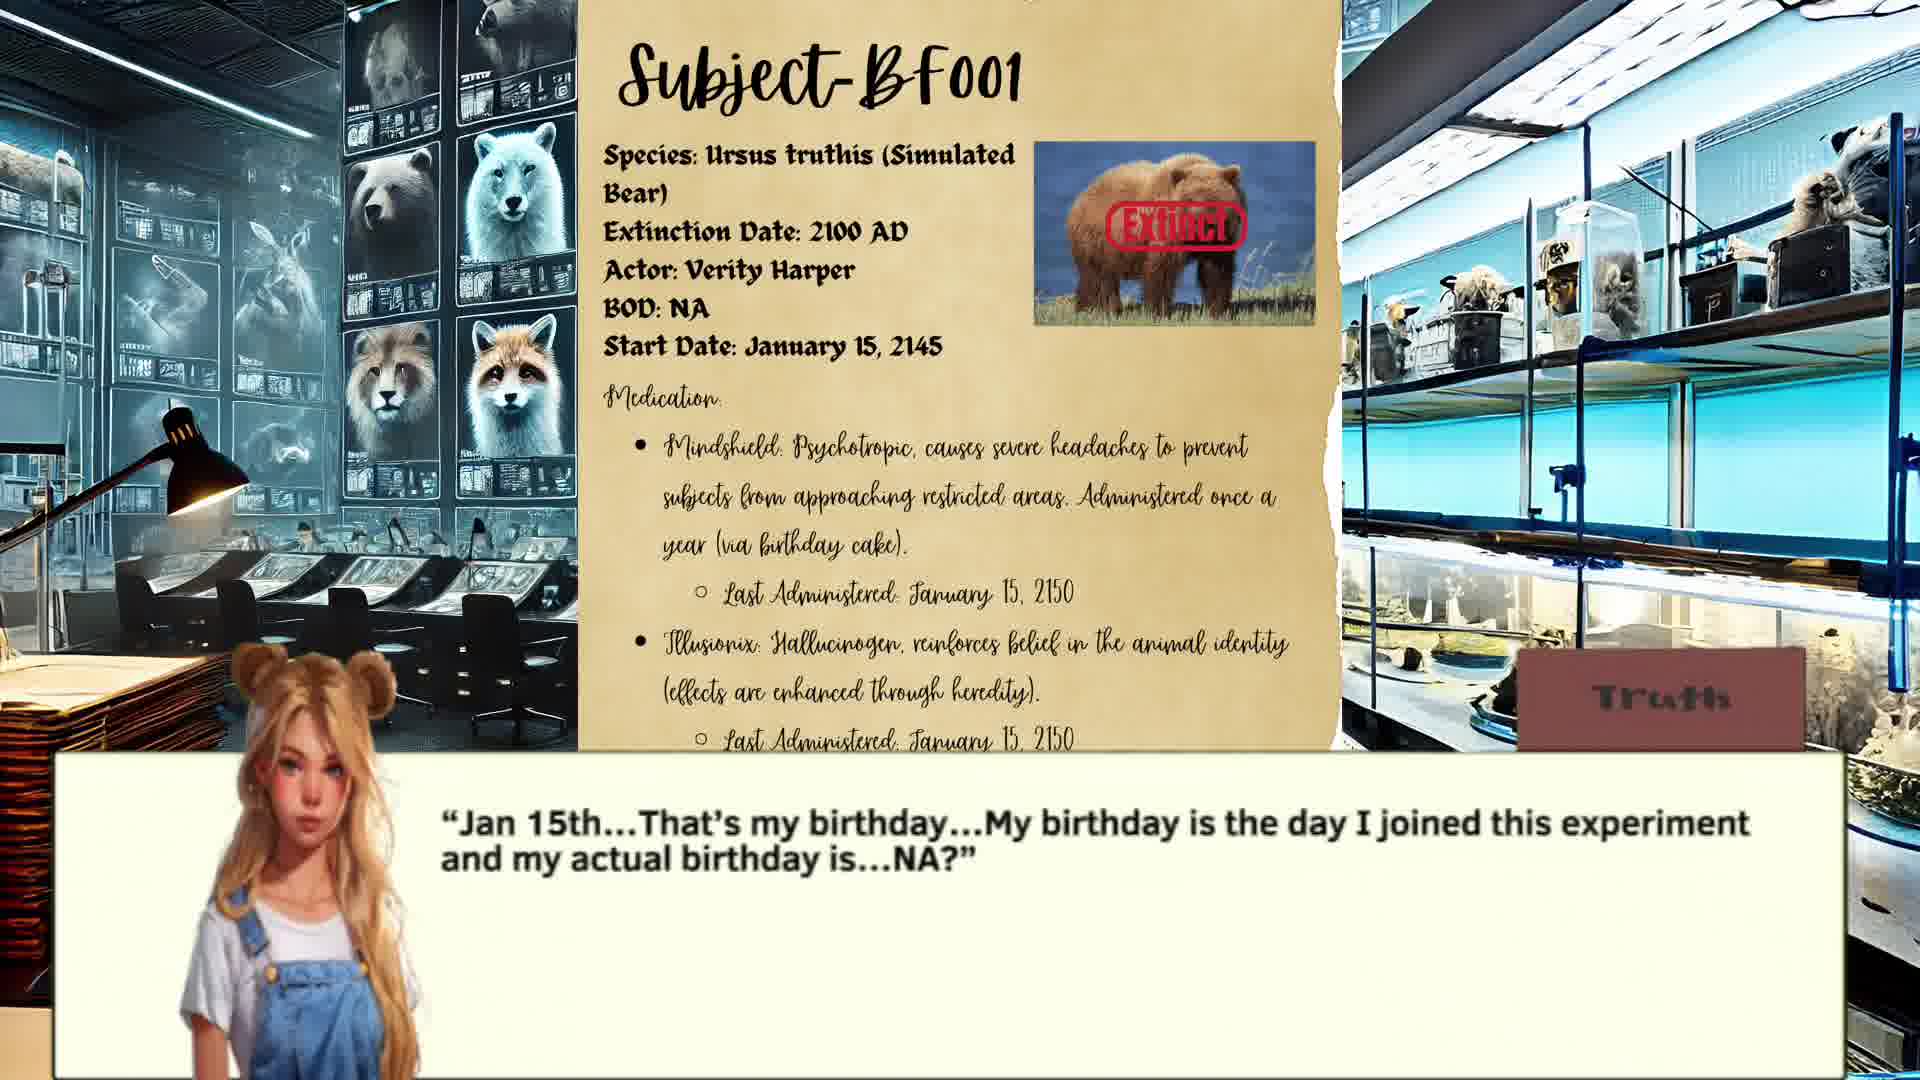 Subject-BF001
Species: Ursus truthis (Simulated
Bear)
Extinction Date: 2100 AD
Actor: Verity Harper
BOD: NA
Start Date: January 15, 2145
Extinct
Medication:
• Mindshield: Psychotropic, causes severe headaches to prevent
subjects from approaching restricted areas. Administered once a
year (via birthday cake).
○ Last Administered: January 15, 2150
• Illusionix: Hallucinogen, reinforces belief in the animal identity
(effects are enhanced through heredity).
○ Last Administered: January 15, 2150
Truth
“Jan 15th...That’s my birthday...My birthday is the day I joined this experiment
and my actual birthday is...NA?”